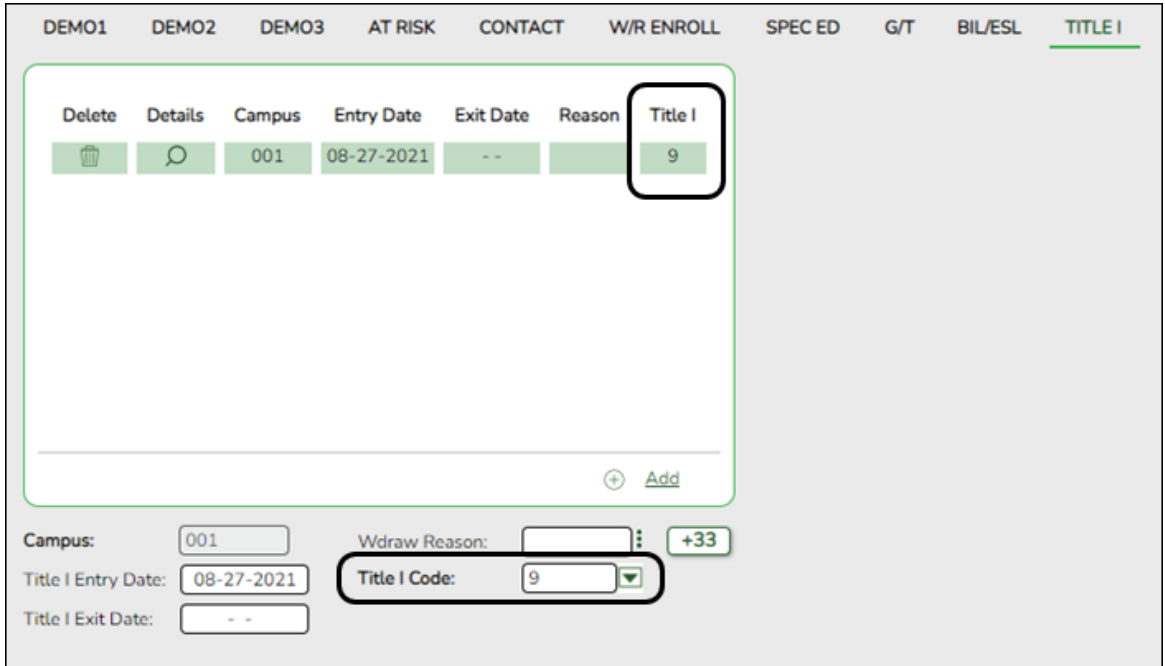 DEMO1 DEMO2 DEMO3 AT RISK CONTACT W/R ENROLL SPEC ED G/T BIL/ESL TITLE I
Delete Details Campus Entry Date Exit Date Reason Title I
001 08-27-2021 - - 9
Add
Campus: 001 Wdraw Reason: +33
Title I Entry Date: 08-27-2021 Title I Code: 9
Title I Exit Date: - -